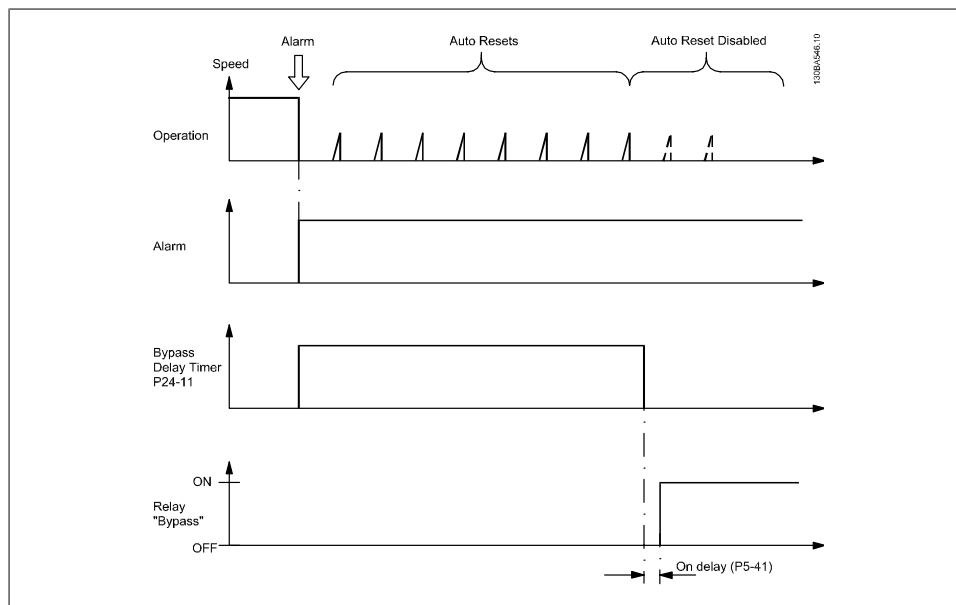 Alarm
Auto Resets
Auto Reset Disabled
130BA546.10
Speed
Operation
Alarm
Bypass
Delay Timer
P24-11
ON
Relay
"Bypass"
OFF
On delay (P5-41)